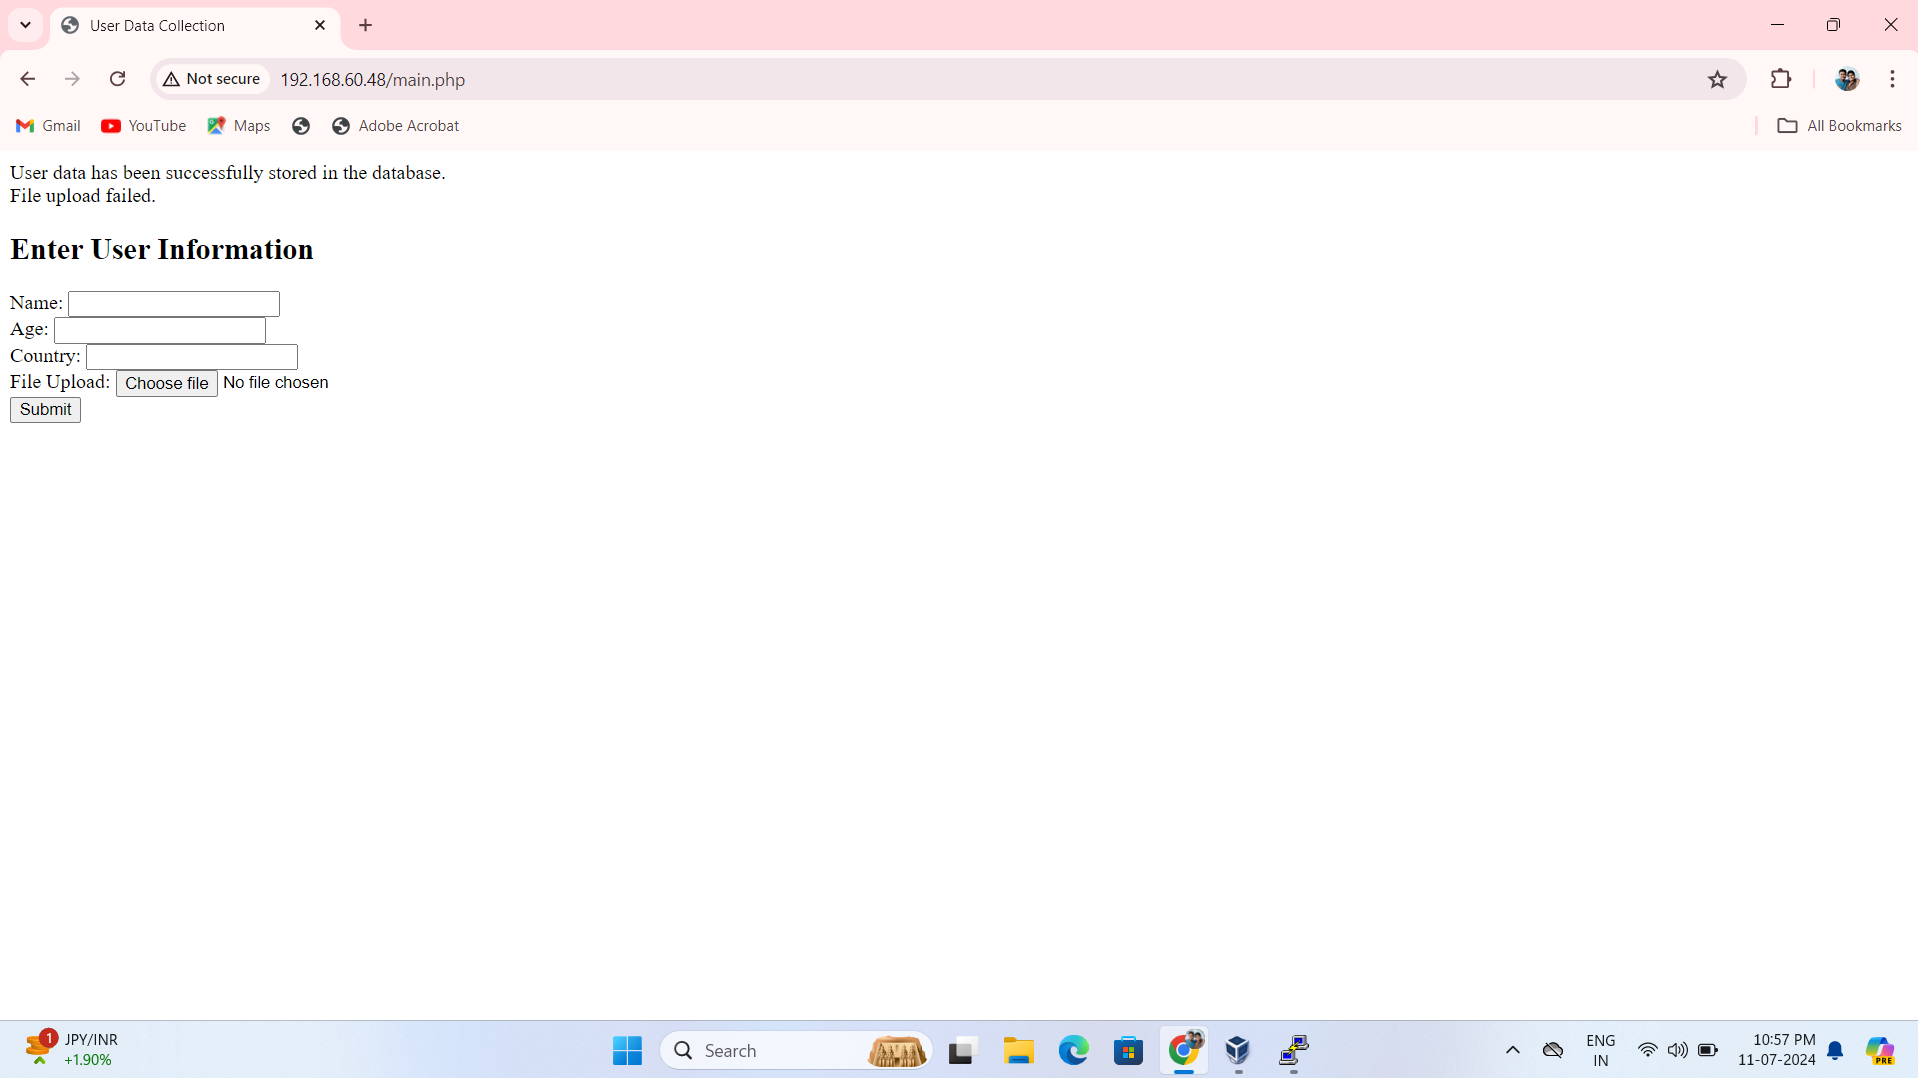 User Data Collection
Not secure 192.168.60.48/main.php
Gmail YouTube Maps Adobe Acrobat All Bookmarks
User data has been successfully stored in the database.
File upload failed.
Enter User Information
Name:
Age:
Country:
File Upload: Choose file No file chosen
Submit
1 JPY/INR
+1.90%
Search
ENG
IN
10:57 PM
11-07-2024
PRE